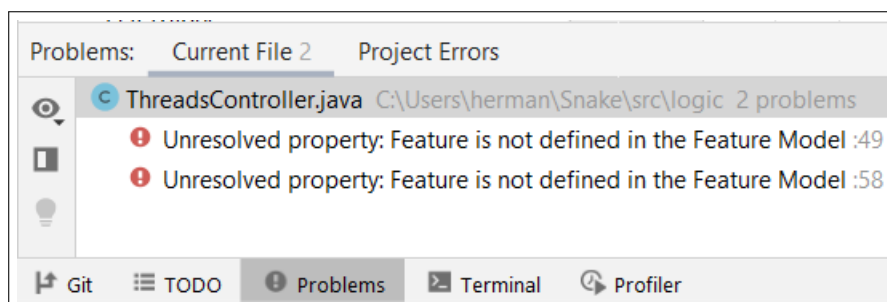 Problems: Current File 2 Project Errors
C ThreadsController.java C:\Users\herman\Snake\src\logic 2 problems
Unresolved property: Feature is not defined in the Feature Model :49
Unresolved property: Feature is not defined in the Feature Model :58
Git TODO Problems Terminal Profiler